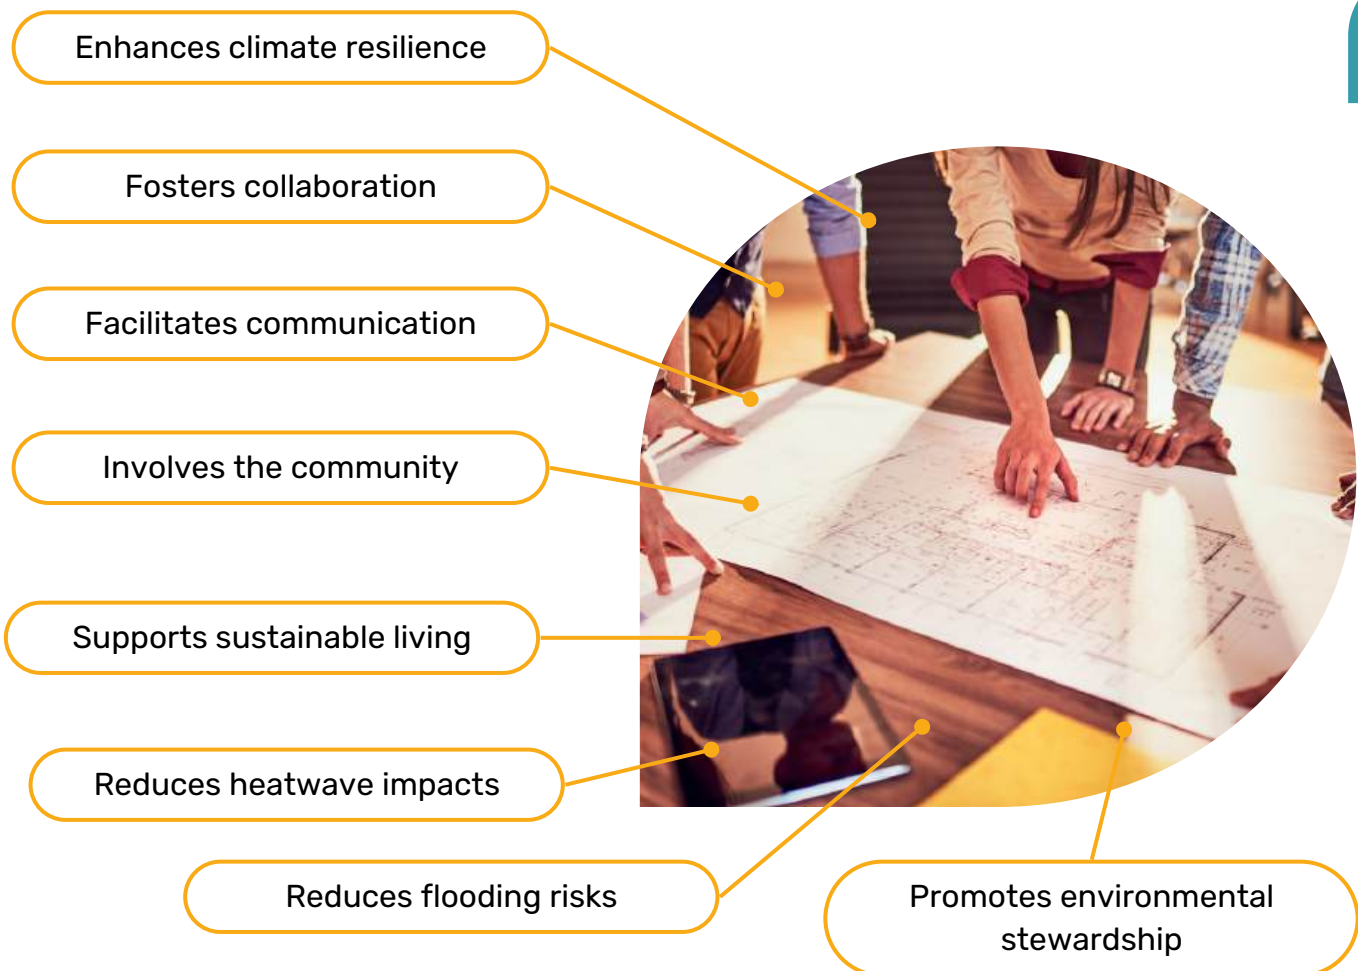 Enhances climate resilience
Fosters collaboration
Facilitates communication
Involves the community
Supports sustainable living
Reduces heatwave impacts
Reduces flooding risks
Promotes environmental
stewardship